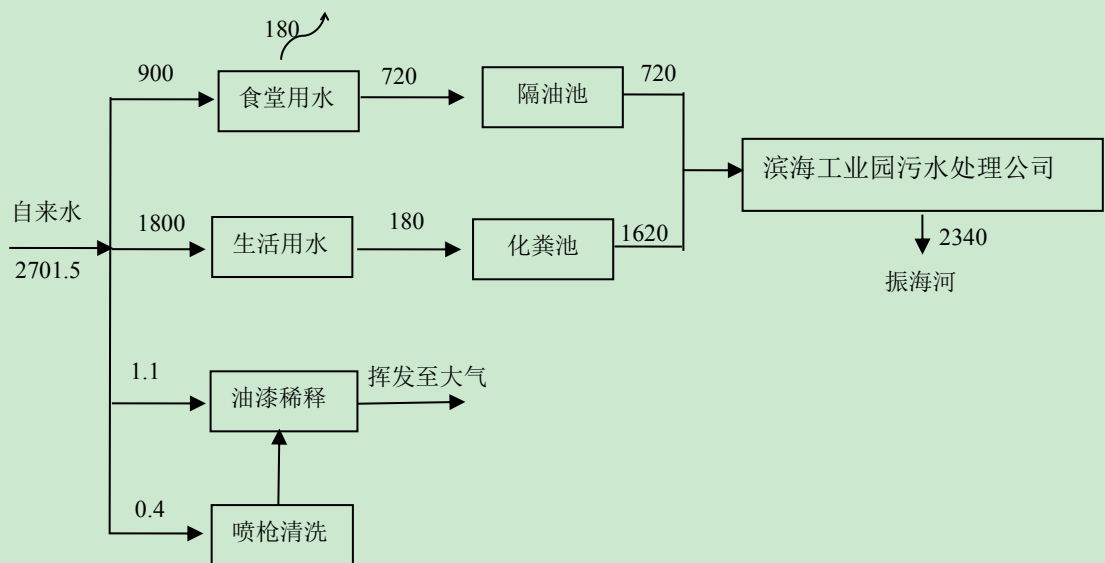 180
900
食堂用水
720
隔油池
720
滨海工业园污水处理公司
自来水
2701.5
1800
生活用水
180
化粪池
1620
2340
振海河
1.1
油漆稀释
挥发至大气
0.4
喷枪清洗